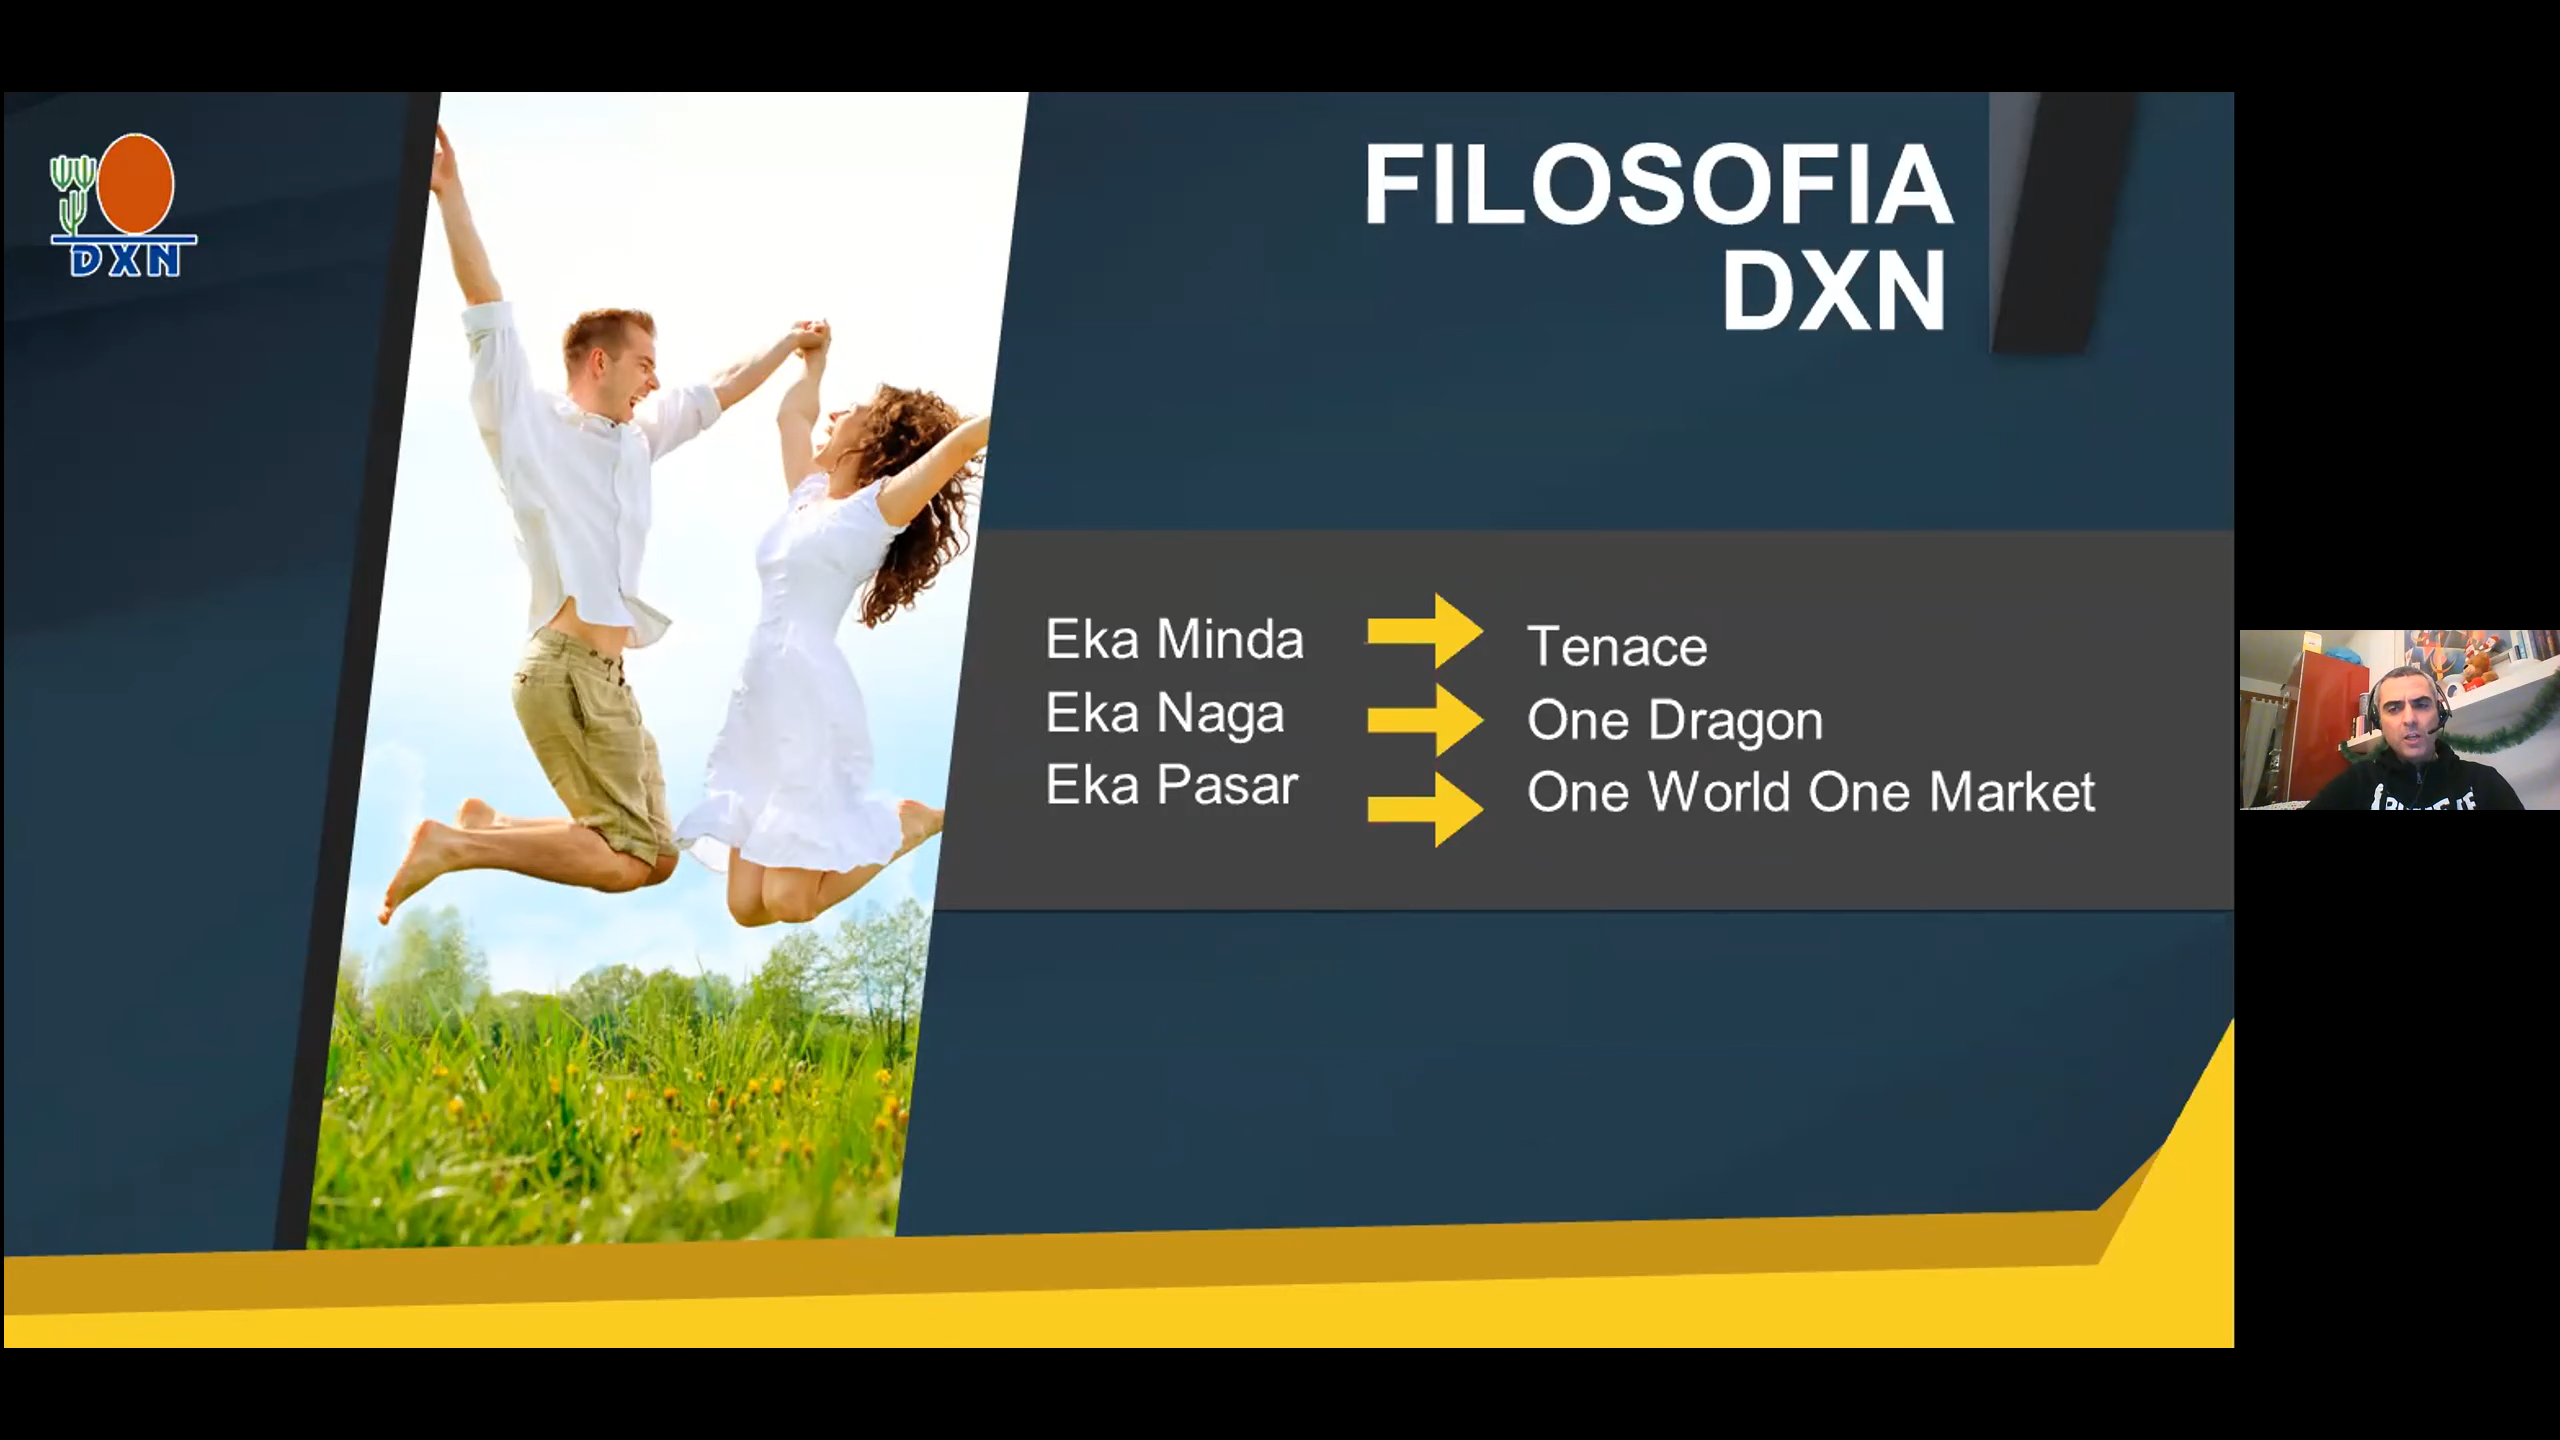 DXN
FILOSOFIA
DXN
Eka Minda
Tenace
Eka Naga
One Dragon
Eka Pasar
One World One Market